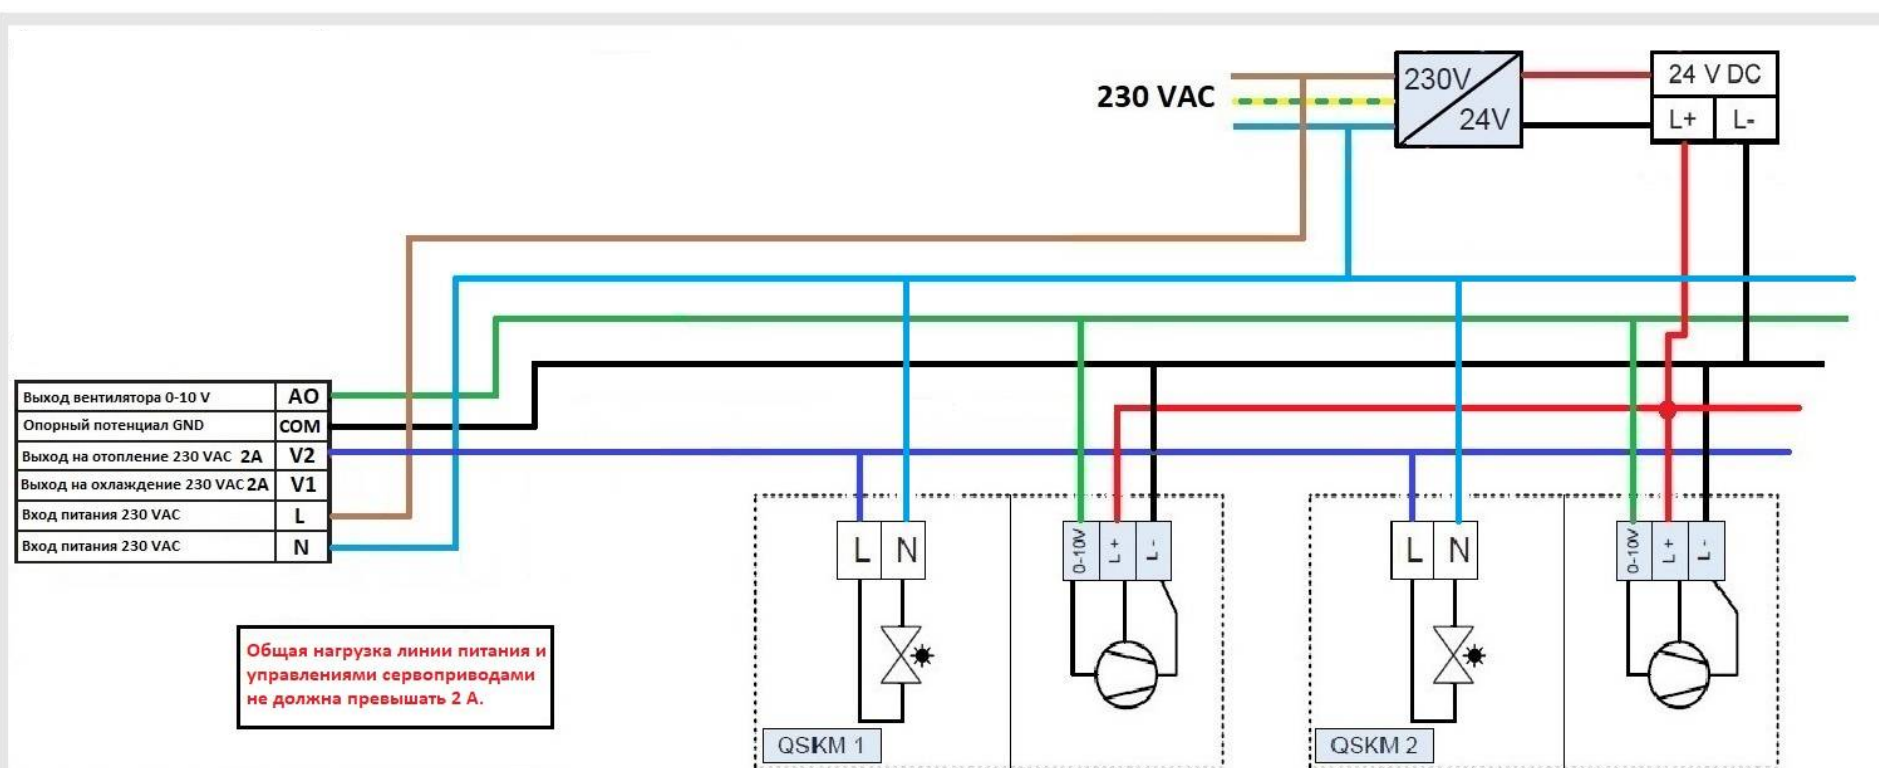 230 VAC
230V
24V
24 V DC
L+ L-
Выход вентилятора 0-10 V AO
Опорный потенциал GND COM
Выход на отопление 230 VAC 2A V2
Выход на охлаждение 230 VAC 2A V1
Вход питания 230 VAC L
Вход питания 230 VAC N
L N
0-10V L+ L-
L N
0-10V L+ L-
Общая нагрузка линии питания и
управлениями сервоприводами
не должна превышать 2 А.
QSKM 1
QSKM 2